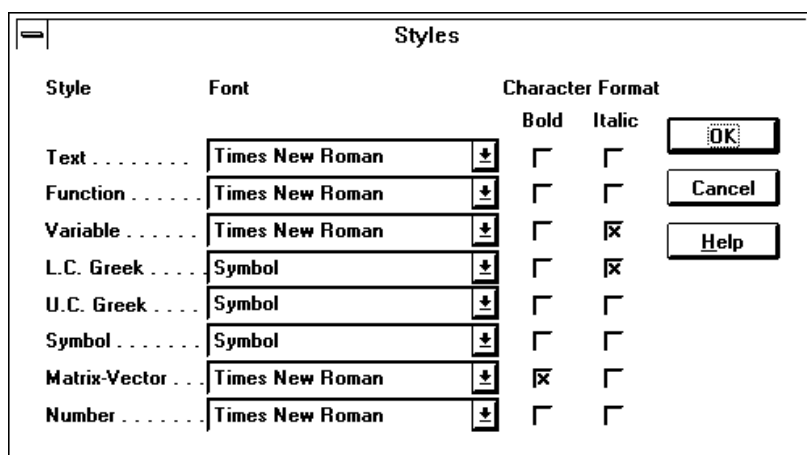 Styles
Style Font Character Format
Bold Italic
OK
Text . . . . . . . . Times New Roman
Function . . . . . . Times New Roman
Cancel
Variable . . . . . . Times New Roman
Help
L.C. Greek . . . . . Symbol
U.C. Greek . . . . Symbol
Symbol . . . . . . . Symbol
Matrix-Vector . . . Times New Roman
Number . . . . . . . Times New Roman